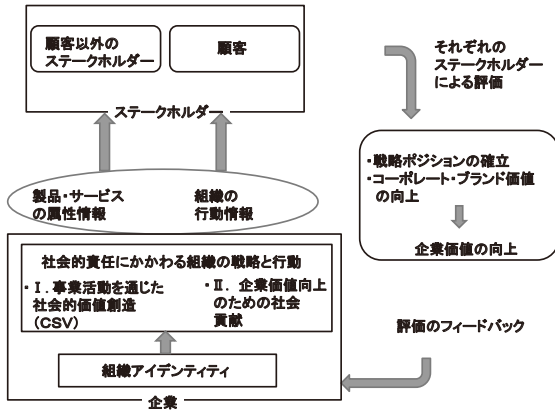 顧客以外の
ステークホルダー
顧客
ステークホルダー
それぞれの
ステークホルダー
による評価
製品・サービス
の属性情報
組織の
行動情報
・戦略ポジションの確立
・コーポレート・ブランド価値
の向上
企業価値の向上
社会的責任にかかわる組織の戦略と行動
・Ⅰ.事業活動を通じた
社会的価値創造
(CSV)
・Ⅱ. 企業価値向上
のための社会
貢献
組織アイデンティティ
企業
評価のフィードバック